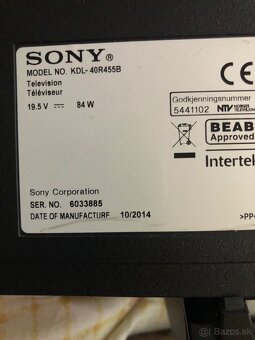 SONY®
MODEL NO. KDL-40R455B
Television
Téléviseur
19.5 V ⎓ 84 W
CE
Godkjenningsnummer
5441102
BEAB
Approved
Intertek
Sony Corporation
SER. NO. 6033885
DATE OF MANUFACTURE 10/2014
>PP+
bazos.sk